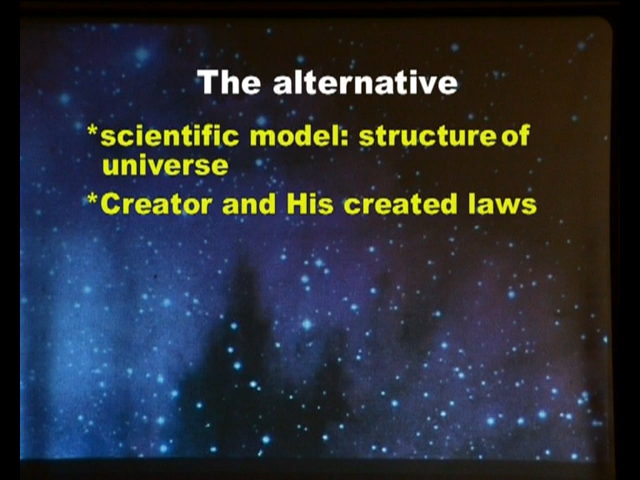 The alternative
*scientific model: structure of
universe
*Creator and His created laws